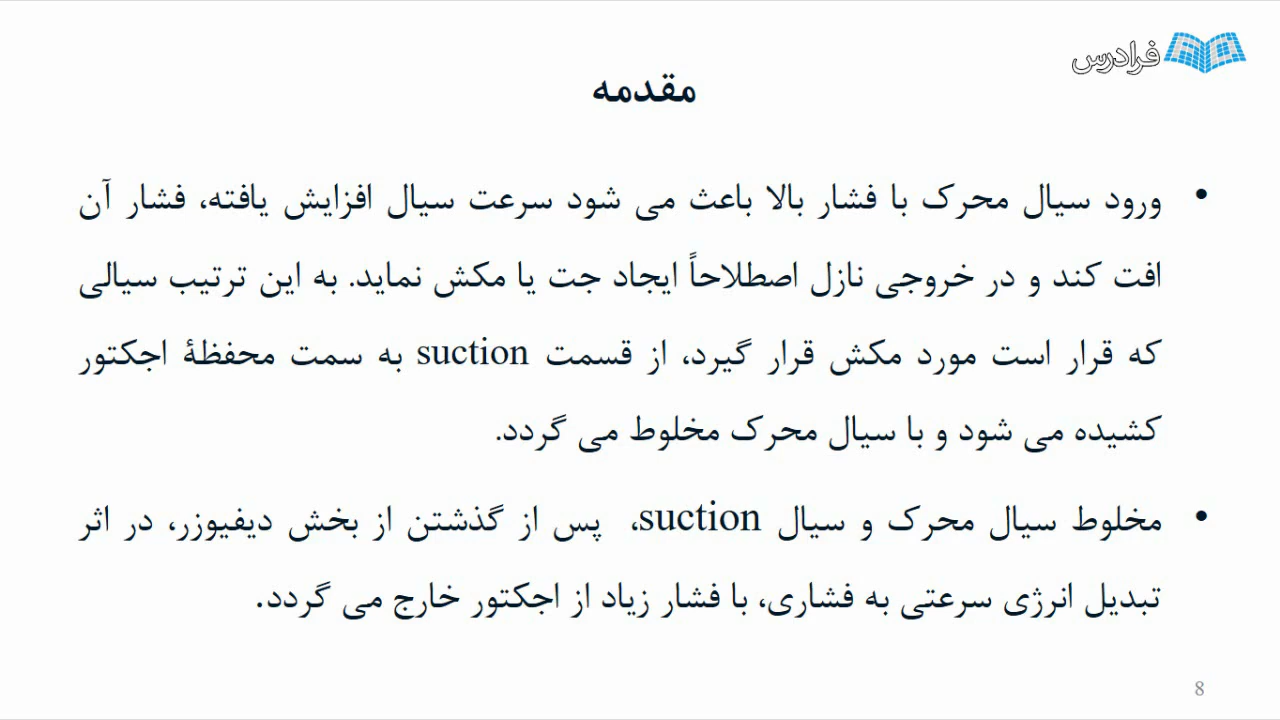 فرادرس
مقدمه
• ورود سیال محرک با فشار بالا باعث می شود سرعت سیال افزایش یافته، فشار آن
افت کند و در خروجی نازل اصطلاحاً ایجاد جت یا مکش نماید. به این ترتیب سیالی
که قرار است مورد مکش قرار گیرد، از قسمت suction به سمت محفظۀ اجکتور
کشیده می شود و با سیال محرک مخلوط می گردد.
• مخلوط سیال محرک و سیال suction، پس از گذشتن از بخش دیفیوزر، در اثر
تبدیل انرژی سرعتی به فشاری، با فشار زیاد از اجکتور خارج می گردد.
8